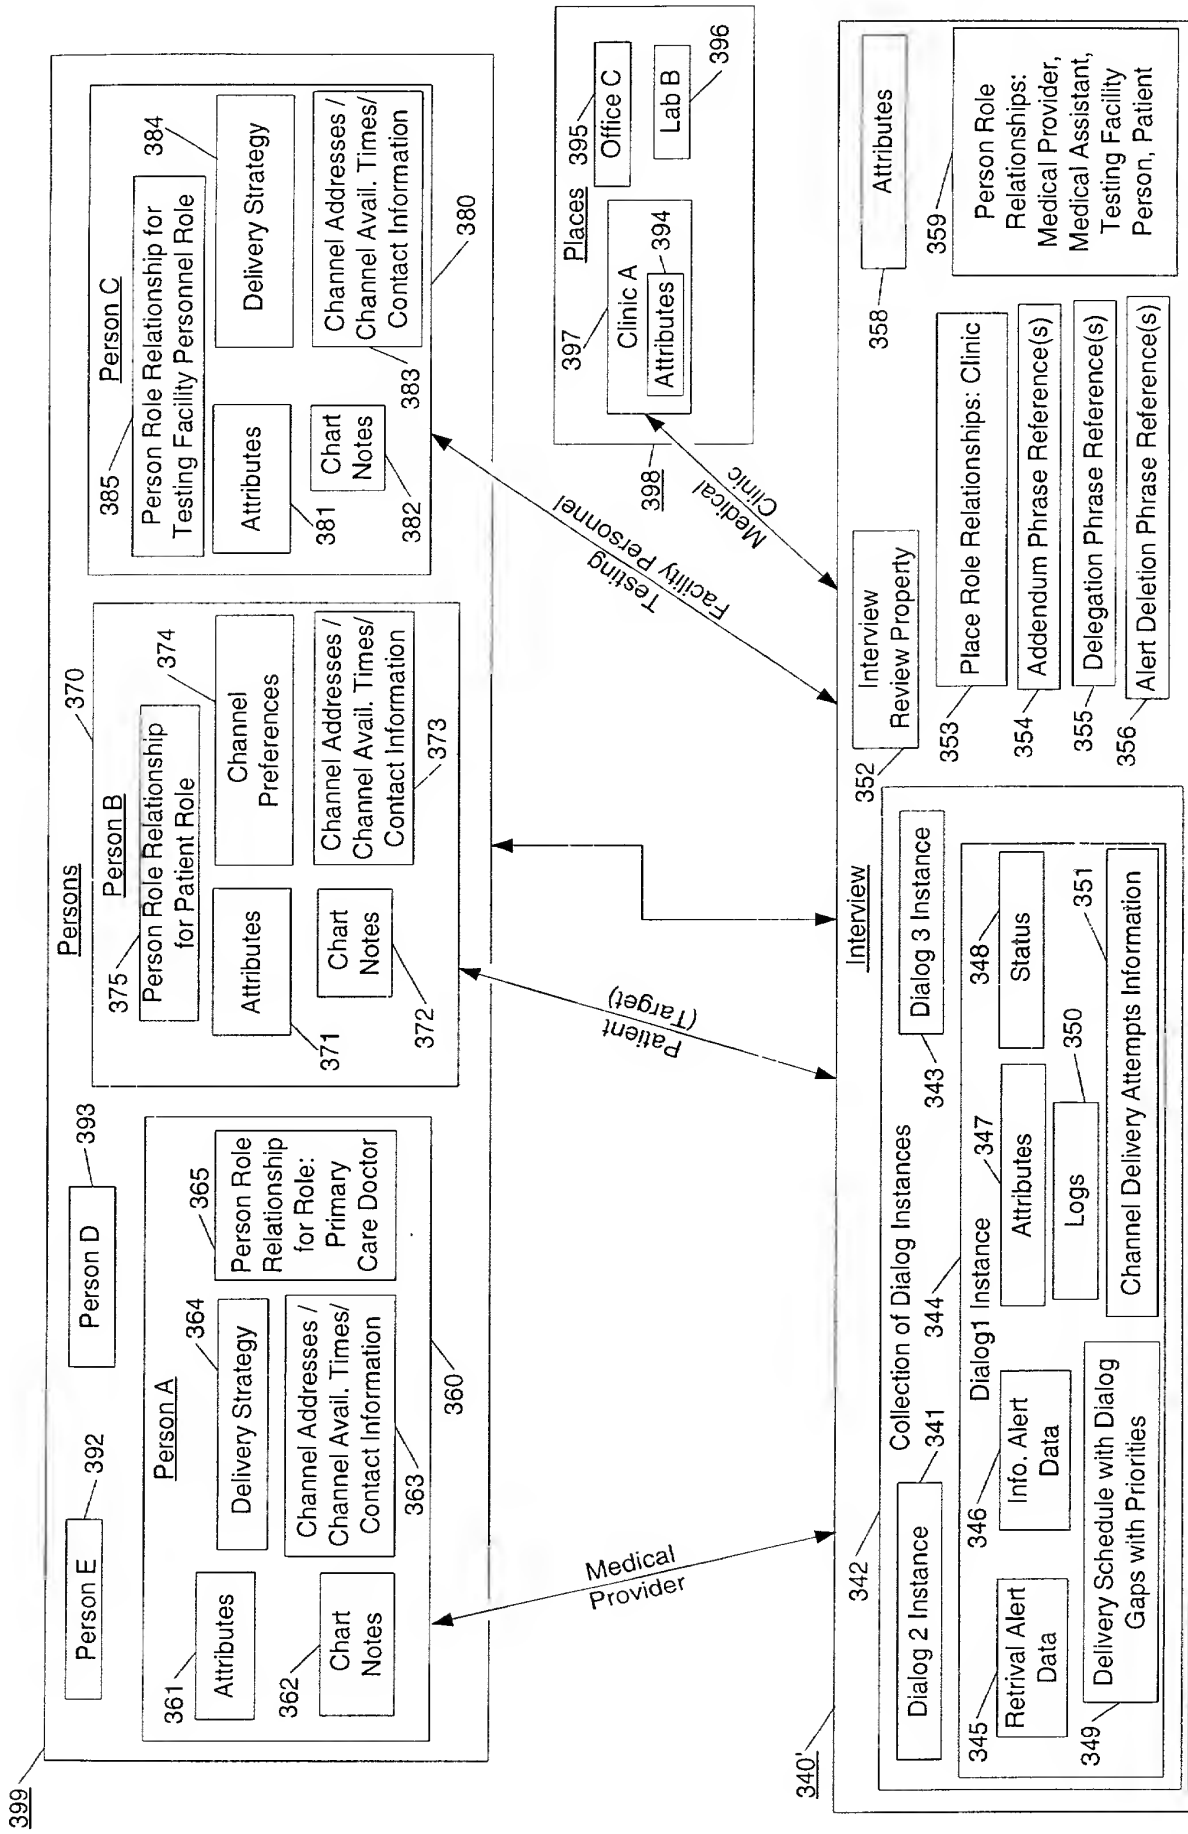 399
Persons
Person E
392
Person D
393
Person A
361
Attributes
362
Chart
Notes
364
Delivery Strategy
Channel Addresses /
Channel Avail. Times/
Contact Information
363
365
Person Role
Relationship
for Role:
Primary
Care Doctor
360
370
Person B
375
Person Role Relationship
for Patient Role
Attributes
371
Chart
Notes
372
374
Channel
Preferences
Channel Addresses /
Channel Avail. Times/
Contact Information
373
Person C
385
Person Role Relationship for
Testing Facility Personnel Role
384
Attributes
381
Chart
Notes
382
Delivery Strategy
Channel Addresses /
Channel Avail. Times/
Contact Information
383
380
Medical
Provider
Patient
(Target)
Testing
Facility Personnel
Medical
Clinic
Places
397
Clinic A
394
Attributes
395
Office C
Lab B
396
398
340'
Interview
342
Collection of Dialog Instances
Dialog 2 Instance
341
343
Dialog 3 Instance
344
Dialog1 Instance
345
Retrival Alert
Data
346
Info. Alert
Data
347
Attributes
348
Status
349
Delivery Schedule with Dialog
Gaps with Priorities
Logs
350
Channel Delivery Attempts Information
351
352
Interview
Review Property
353
Place Role Relationships: Clinic
354
Addendum Phrase Reference(s)
355
Delegation Phrase Reference(s)
356
Alert Deletion Phrase Reference(s)
358
Attributes
359
Person Role
Relationships:
Medical Provider,
Medical Assistant,
Testing Facility
Person, Patient